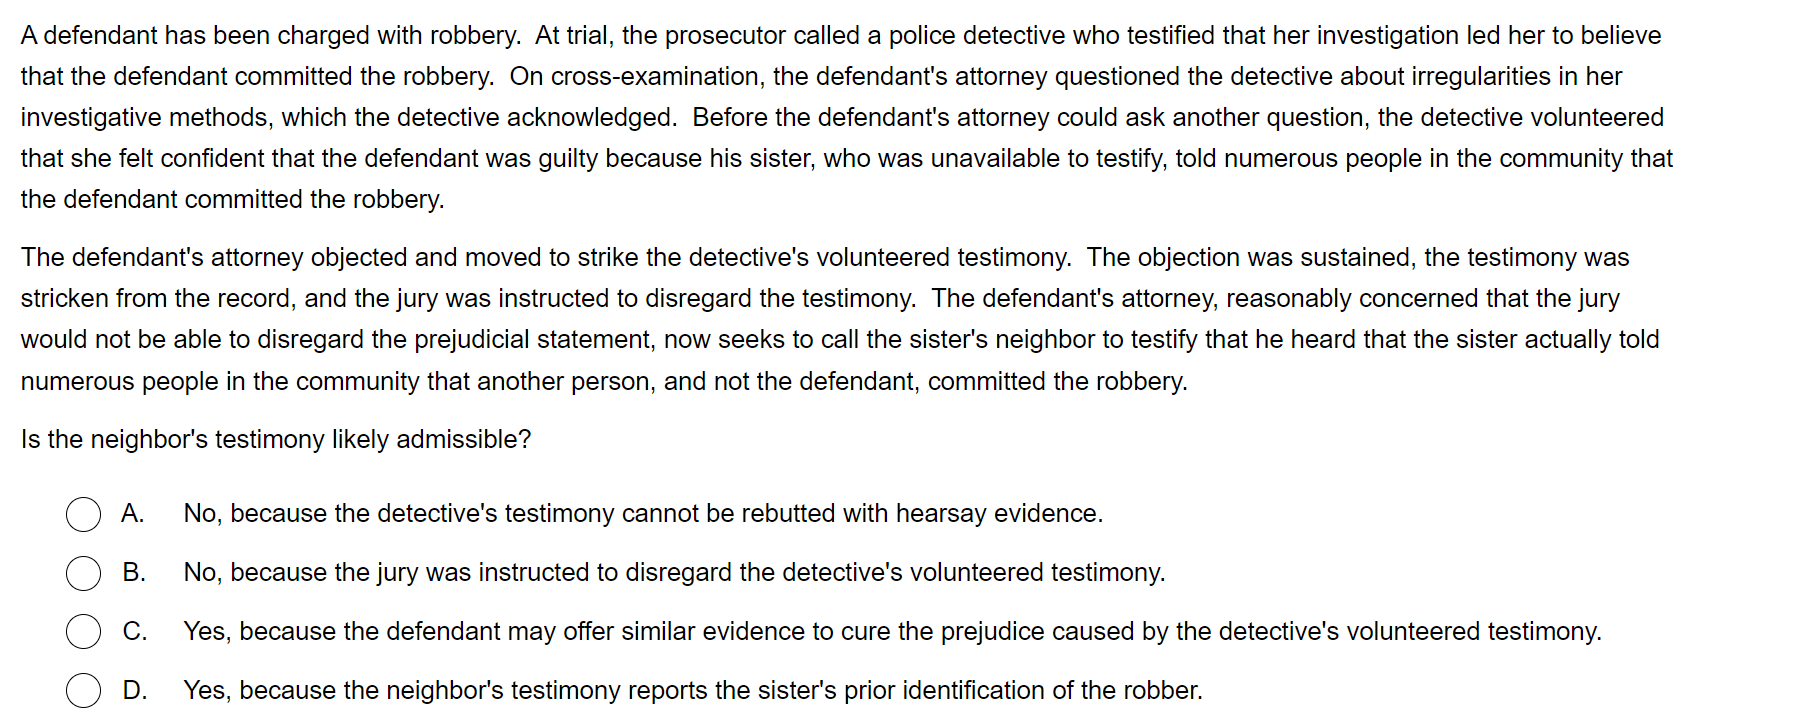 A defendant has been charged with robbery.  At trial, the prosecutor called a police detective who testified that her investigation led her to believe
that the defendant committed the robbery.  On cross-examination, the defendant's attorney questioned the detective about irregularities in her
investigative methods, which the detective acknowledged.  Before the defendant's attorney could ask another question, the detective volunteered
that she felt confident that the defendant was guilty because his sister, who was unavailable to testify, told numerous people in the community that
the defendant committed the robbery.
The defendant's attorney objected and moved to strike the detective's volunteered testimony.  The objection was sustained, the testimony was
stricken from the record, and the jury was instructed to disregard the testimony.  The defendant's attorney, reasonably concerned that the jury
would not be able to disregard the prejudicial statement, now seeks to call the sister's neighbor to testify that he heard that the sister actually told
numerous people in the community that another person, and not the defendant, committed the robbery.
Is the neighbor's testimony likely admissible?
A. No, because the detective's testimony cannot be rebutted with hearsay evidence.
B. No, because the jury was instructed to disregard the detective's volunteered testimony.
C. Yes, because the defendant may offer similar evidence to cure the prejudice caused by the detective's volunteered testimony.
D. Yes, because the neighbor's testimony reports the sister's prior identification of the robber.